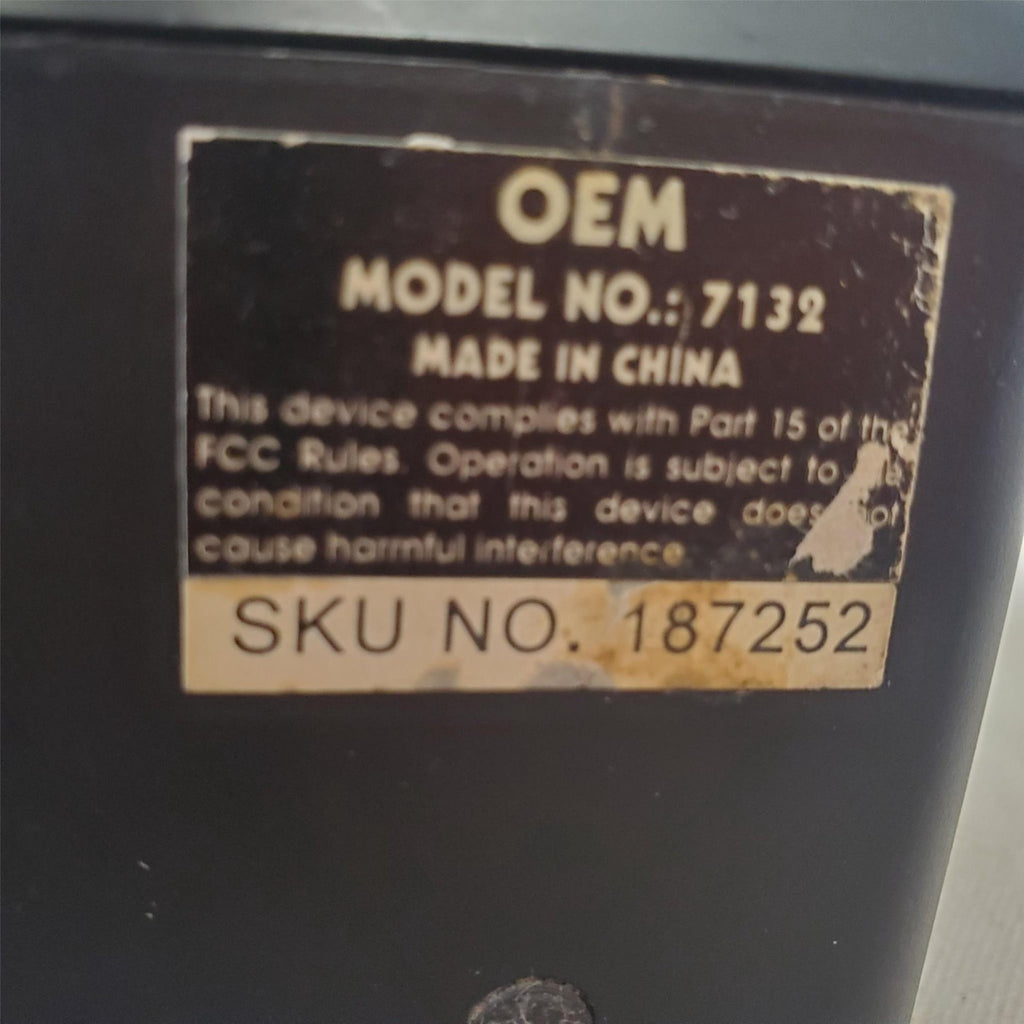 OEM
MODEL NO.: 7132
MADE IN CHINA
This device complies with Part 15 of the
FCC Rules. Operation is subject to
condition that this device does not
cause harmful interference
SKU NO. 187252